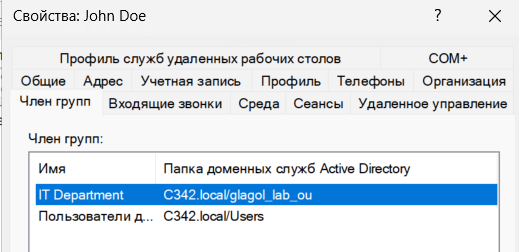 Свойства: John Doe ? ×
Профиль служб удаленных рабочих столов COM+
Общие Адрес Учетная запись Профиль Телефоны Организация
Член групп Входящие звонки Среда Сеансы Удаленное управление
Член групп:
Имя Папка доменных служб Active Directory
IT Department C342.local/glagol_lab_ou
Пользователи д... C342.local/Users